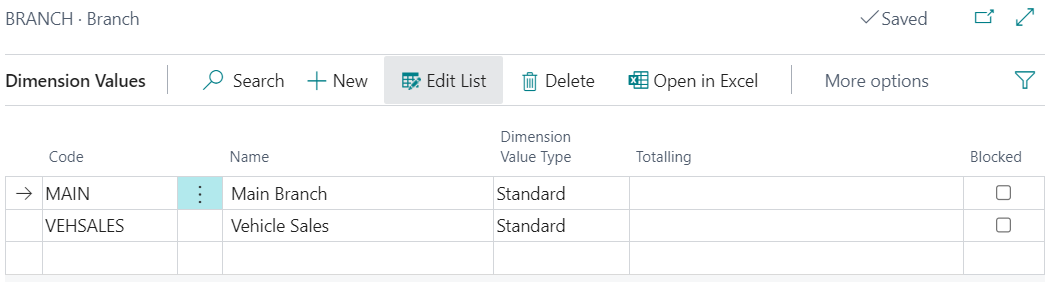 BRANCH · Branch
Saved
Dimension Values Search New Edit List Delete Open in Excel More options
Code Name Dimension Value Type Totalling Blocked
MAIN Main Branch Standard
VEHSALES Vehicle Sales Standard